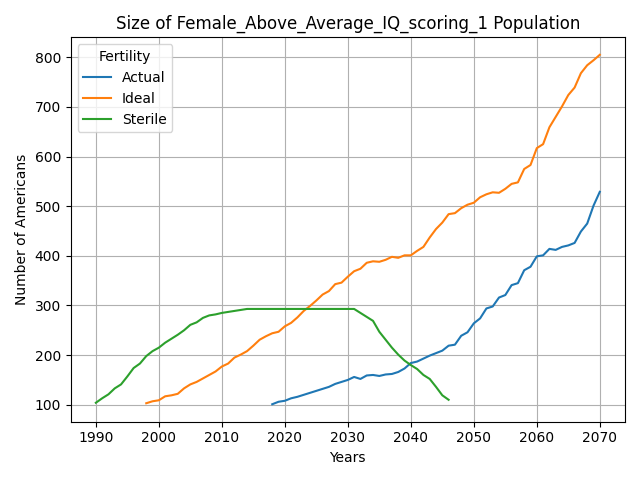 Size of Female_Above_Average_IQ_scoring_1 Population
Number of Americans
800
700
600
500
400
300
200
100
Fertility
Actual
Ideal
Sterile
1990 2000 2010 2020 2030 2040 2050 2060 2070
Years